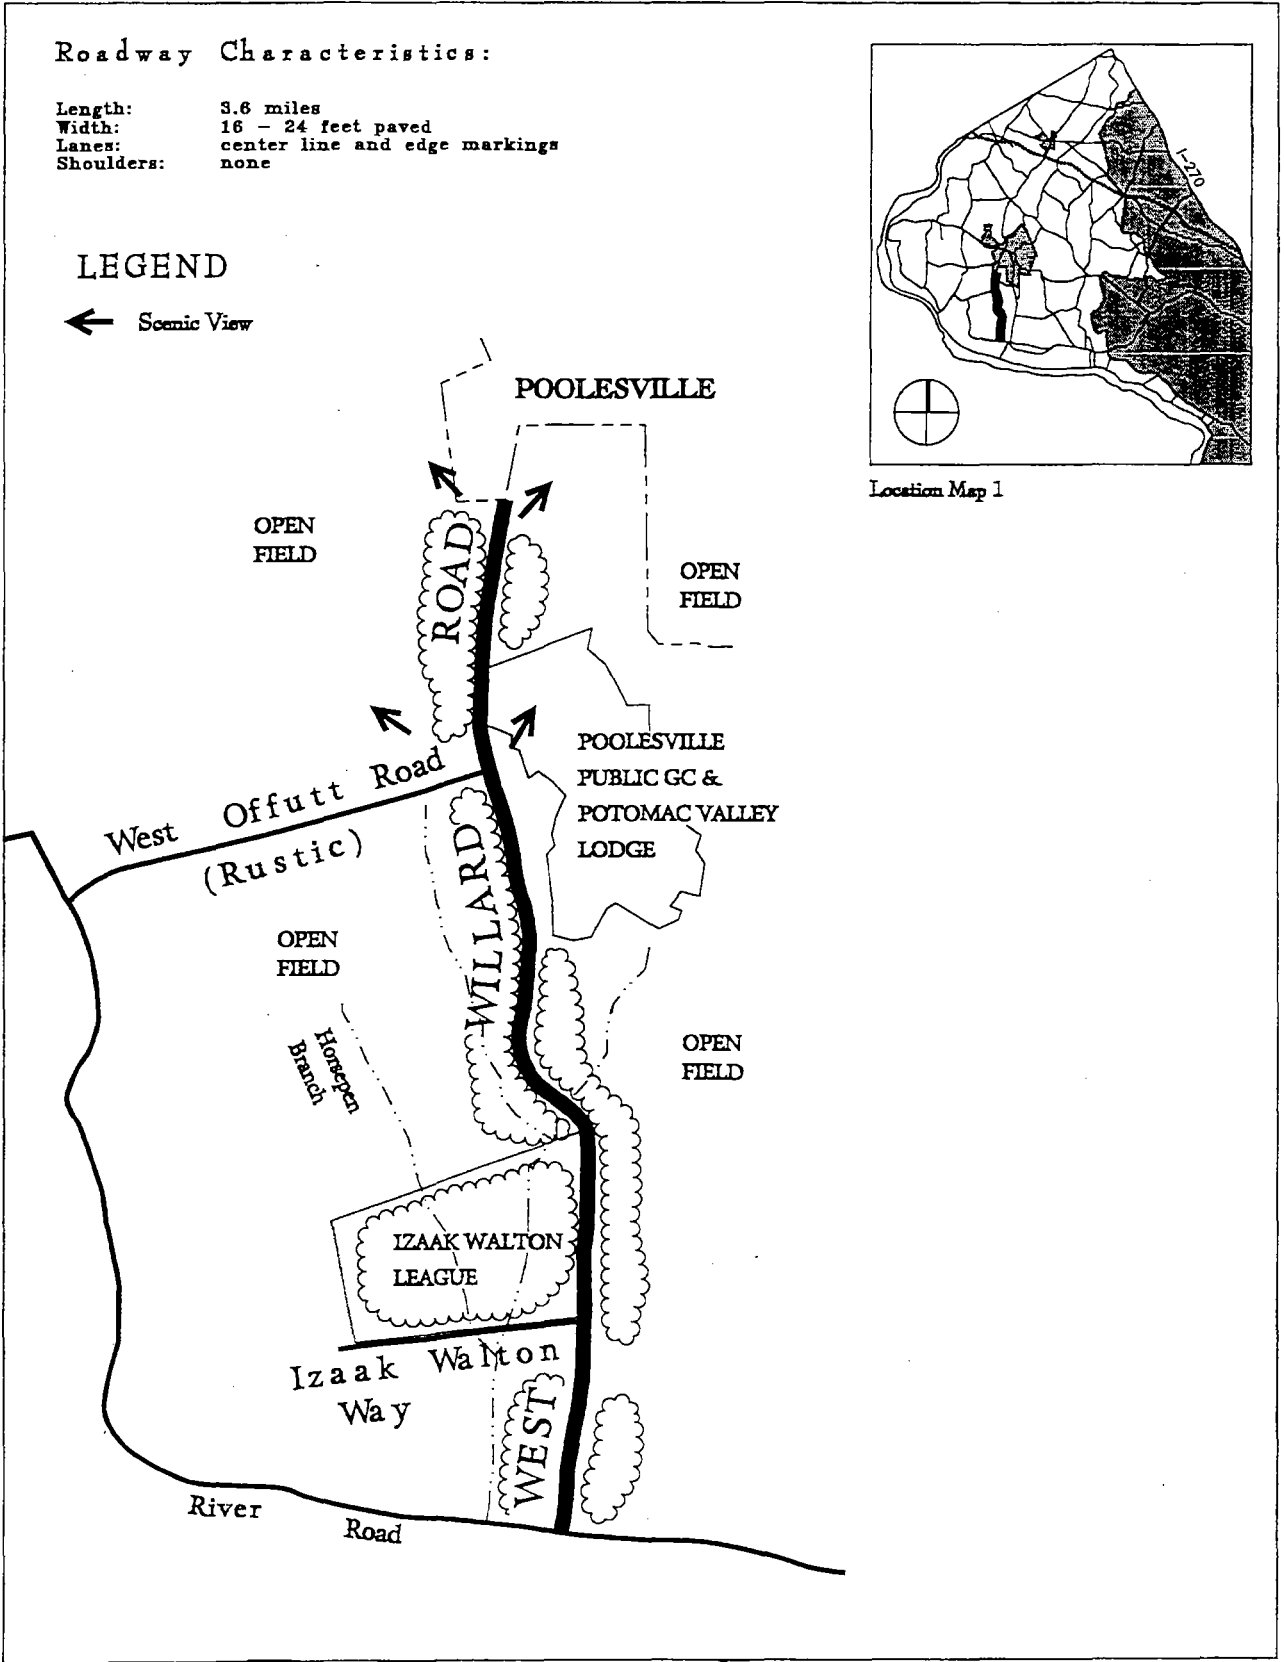 Roadway Characteristics:
Length: 3.6 miles
Width: 16 - 24 feet paved
Lanes: center line and edge markings
Shoulders: none
LEGEND
Scenic View
I-270
Location Map 1
POOLESVILLE
OPEN
FIELD
ROAD
OPEN
FIELD
POOLESVILLE
PUBLIC GC &
POTOMAC VALLEY
LODGE
West Offutt Road
(Rustic)
WILLARD
OPEN
FIELD
Horsepen
Branch
OPEN
FIELD
IZAAK WALTON
LEAGUE
Izaak Walton
Way
WEST
River Road